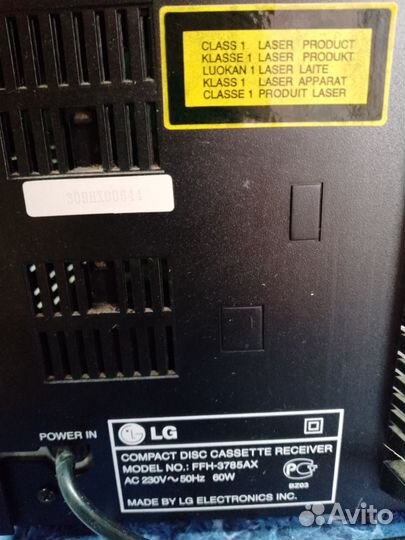 CLASS 1 LASER PRODUCT
KLASSE 1 LASER PRODUKT
LUOKAN 1 LASER LAITE
KLASS 1 LASER APPARAT
CLASSE 1 PRODUIT LASER
309HX00644
POWER IN
LG
COMPACT DISC CASSETTE RECEIVER
MODEL NO.: FFH-3785AX
AC 230V~50Hz 60W
BZ03
MADE BY LG ELECTRONICS INC.
Avito